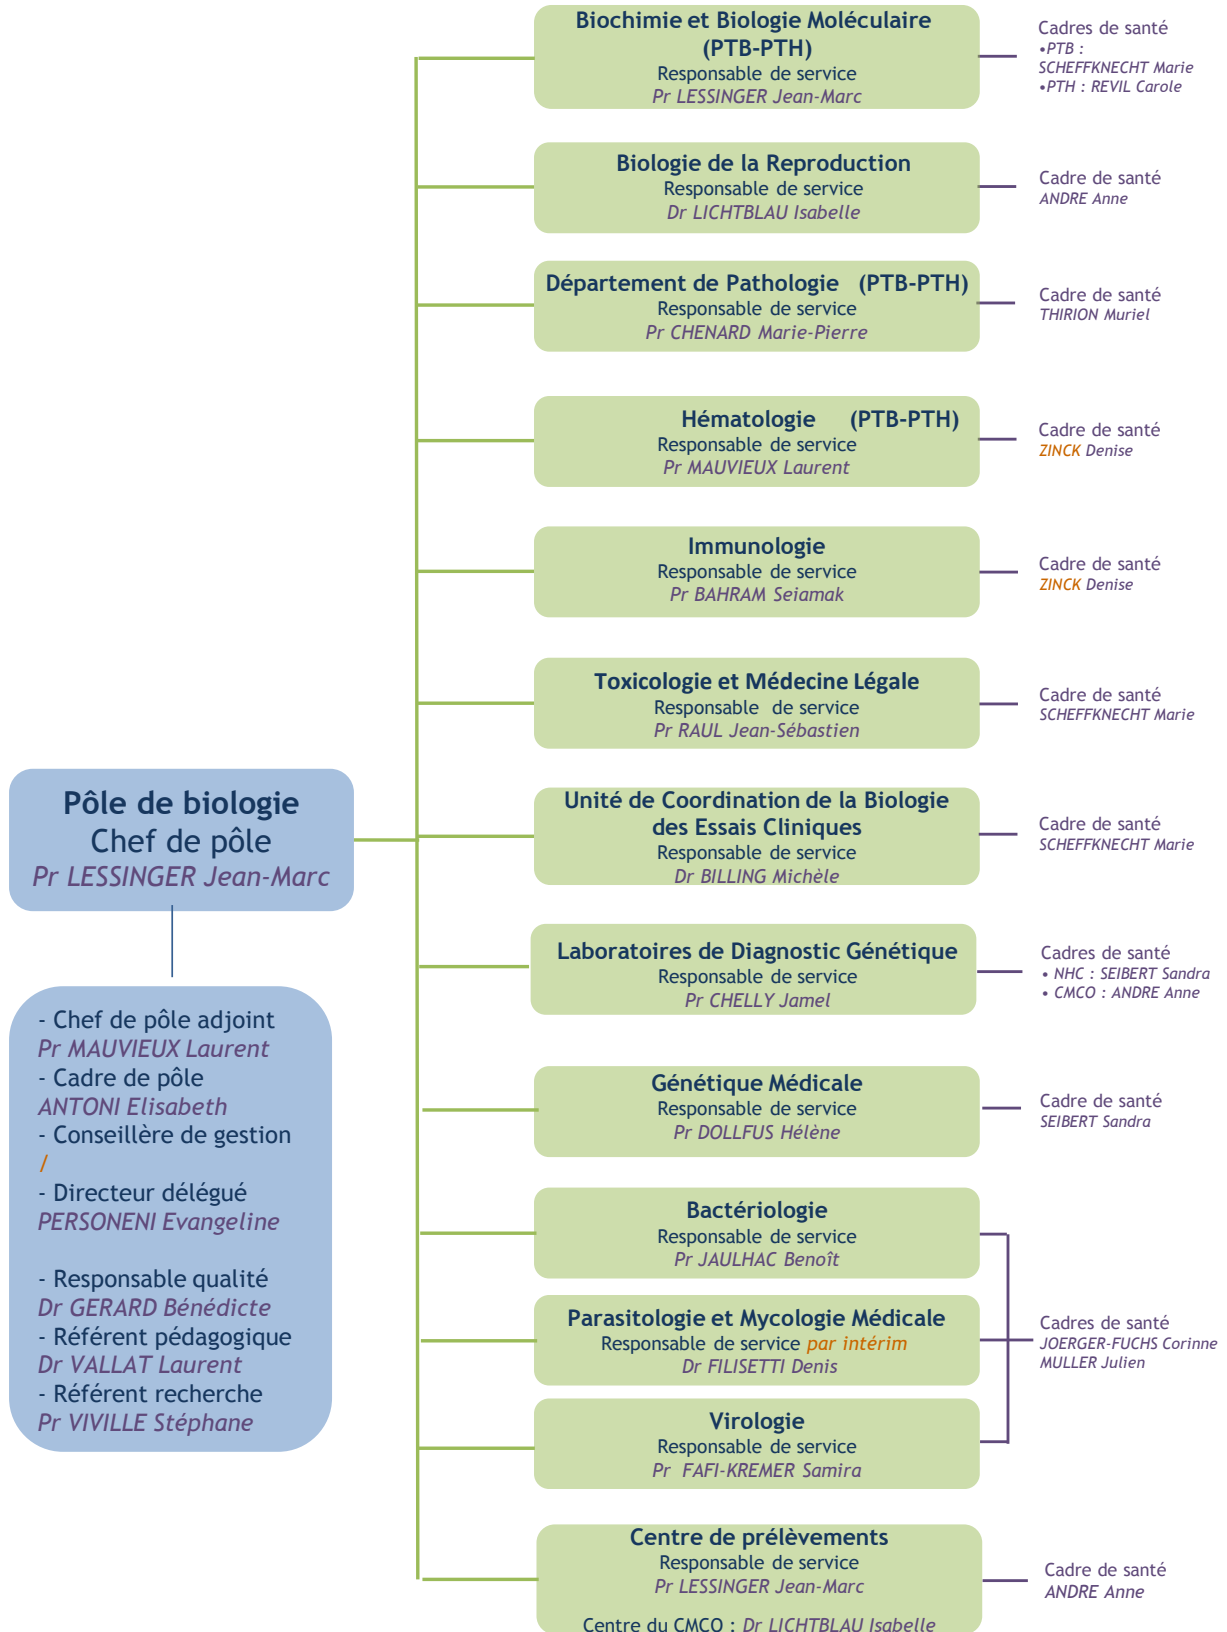 Biochimie et Biologie Moléculaire
(PTB-PTH)
Responsable de service
Pr LESSINGER Jean-Marc
Cadres de santé
•PTB :
SCHEFFKNECHT Marie
•PTH : REVIL Carole
Biologie de la Reproduction
Responsable de service
Dr LICHTBLAU Isabelle
Cadre de santé
ANDRE Anne
Département de Pathologie (PTB-PTH)
Responsable de service
Pr CHENARD Marie-Pierre
Cadre de santé
THIRION Muriel
Hématologie (PTB-PTH)
Responsable de service
Pr MAUVIEUX Laurent
Cadre de santé
ZINCK Denise
Immunologie
Responsable de service
Pr BAHRAM Seiamak
Cadre de santé
ZINCK Denise
Toxicologie et Médecine Légale
Responsable de service
Pr RAUL Jean-Sébastien
Cadre de santé
SCHEFFKNECHT Marie
Pôle de biologie
Chef de pôle
Pr LESSINGER Jean-Marc
Unité de Coordination de la Biologie
des Essais Cliniques
Responsable de service
Dr BILLING Michèle
Cadre de santé
SCHEFFKNECHT Marie
Laboratoires de Diagnostic Génétique
Responsable de service
Pr CHELLY Jamel
Cadres de santé
• NHC : SEIBERT Sandra
• CMCO : ANDRE Anne
- Chef de pôle adjoint
Pr MAUVIEUX Laurent
- Cadre de pôle
ANTONI Elisabeth
- Conseillère de gestion
/
- Directeur délégué
PERSONENI Evangeline
- Responsable qualité
Dr GERARD Bénédicte
- Référent pédagogique
Dr VALLAT Laurent
- Référent recherche
Pr VIVILLE Stéphane
Génétique Médicale
Responsable de service
Pr DOLLFUS Hélène
Cadre de santé
SEIBERT Sandra
Bactériologie
Responsable de service
Pr JAULHAC Benoît
Parasitologie et Mycologie Médicale
Responsable de service par intérim
Dr FILISETTI Denis
Cadres de santé
JOERGER-FUCHS Corinne
MULLER Julien
Virologie
Responsable de service
Pr FAFI-KREMER Samira
Centre de prélèvements
Responsable de service
Pr LESSINGER Jean-Marc
Centre du CMCO : Dr LICHTBLAU Isabelle
Cadre de santé
ANDRE Anne